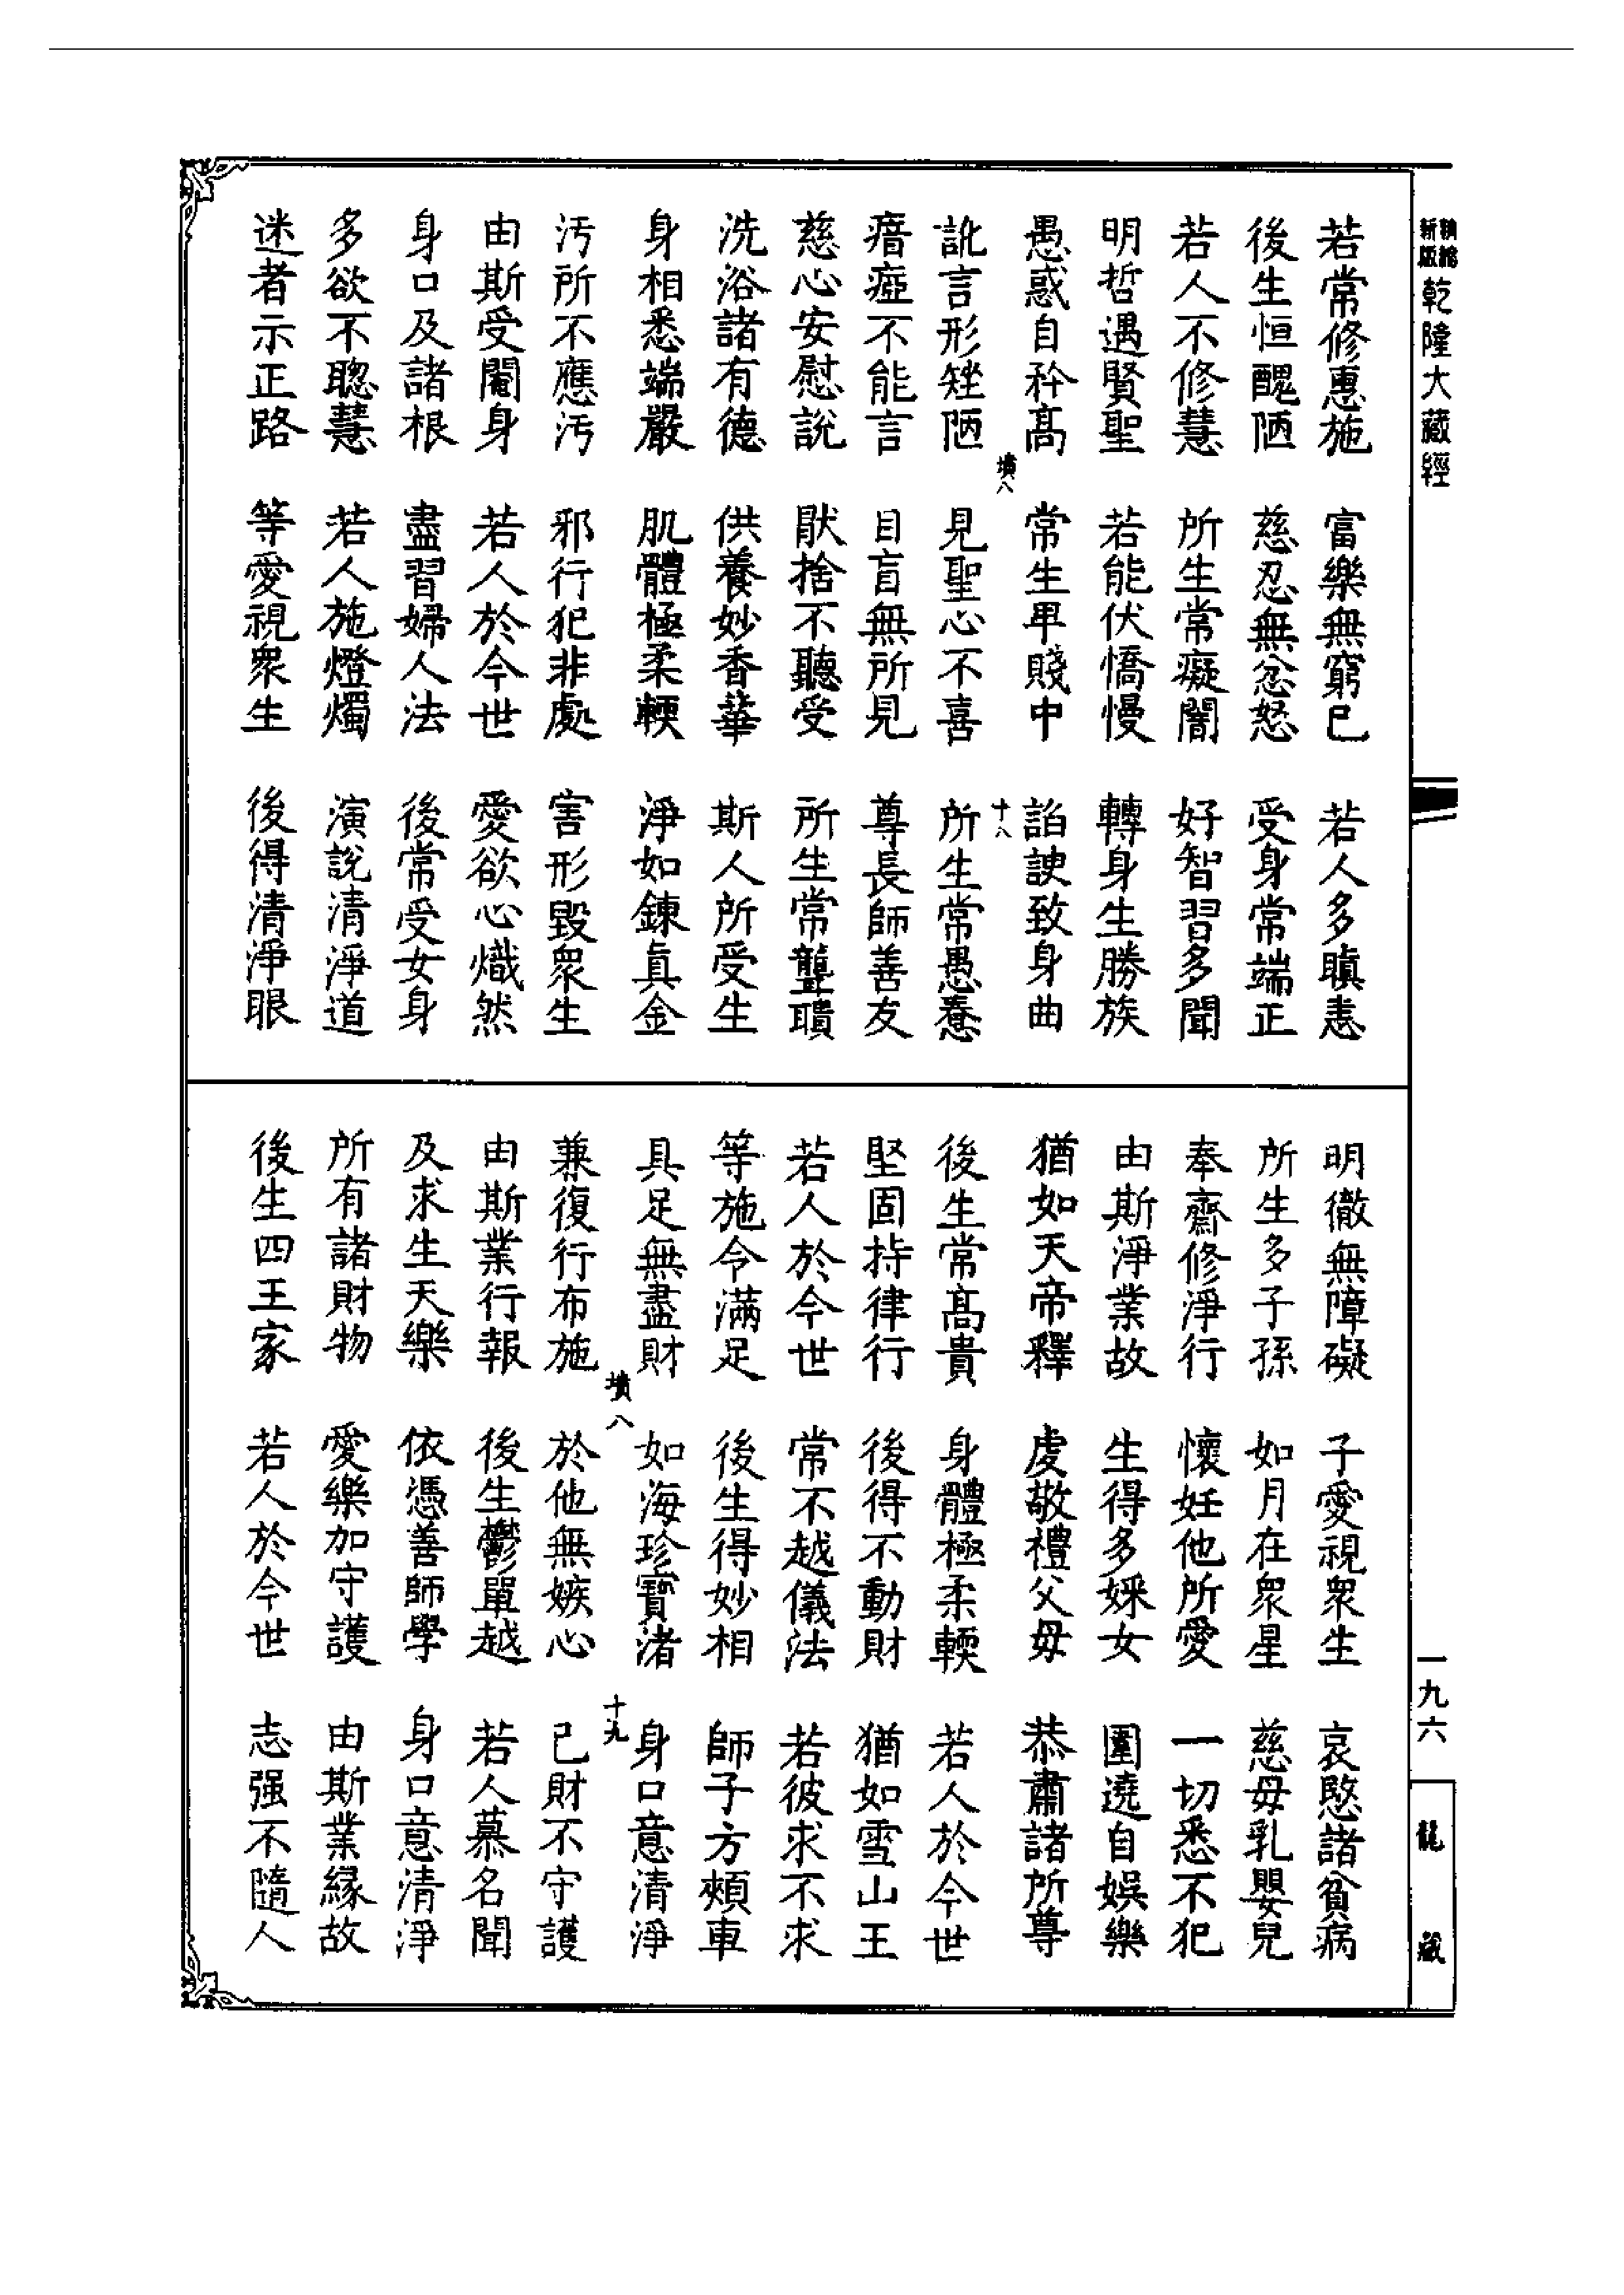 精縮新版乾隆大藏經
若常修惠施　富樂無窮已　若人多瞋恚
後生恒醜陋　慈忍無忿怒　受身常端正
若人不修慧　所生常癡闇　好智習多聞
明哲遇賢聖　若能伏憍慢　轉身生勝族
愚惑自矜高　常生卑賤中　諂諛致身曲
墳八　十八
訛言形矬陋　見聖心不喜　所生常愚惷
瘖瘂不能言　目盲無所見　尊長師善友
慈心安慰說　猒捨不聽受　所生常聾聵
洗浴諸有德　供養妙香華　斯人所受生
身相悉端嚴　肌體極柔輭　淨如鍊真金
汚所不應汚　邪行犯非處　害形毀衆生
由斯受閹身　若人於今世　愛欲心熾然
身口及諸根　盡習婦人法　後常受女身
多欲不聰慧　若人施燈燭　演說清淨道
迷者示正路　等愛視衆生　後得清淨眼
明徹無障礙　子愛視衆生　哀愍諸貧病
所生多子孫　如月在衆星　慈母乳嬰兒
奉齋修淨行　懷妊他所愛　一切悉不犯
由斯淨業故　生得多婇女　圍遶自娛樂
猶如天帝釋　虔敬禮父母　恭肅諸所尊
後生常高貴　身體極柔輭　若人於今世
堅固持律行　後得不動財　猶如雪山王
若人於今世　常不越儀法　若彼求不求
等施令滿足　後生得妙相　師子方頰車
具足無盡財　如海珍寶渚　身口意清淨
墳八　十九
兼復行布施　於他無嫉心　已財不守護
由斯業行報　後生鬱單越　若人慕名聞
及求生天樂　依憑善師學　身口意清淨
所有諸財物　愛樂加守護　由斯業緣故
後生四王家　若人於今世　志强不隨人
一九六
龍藏